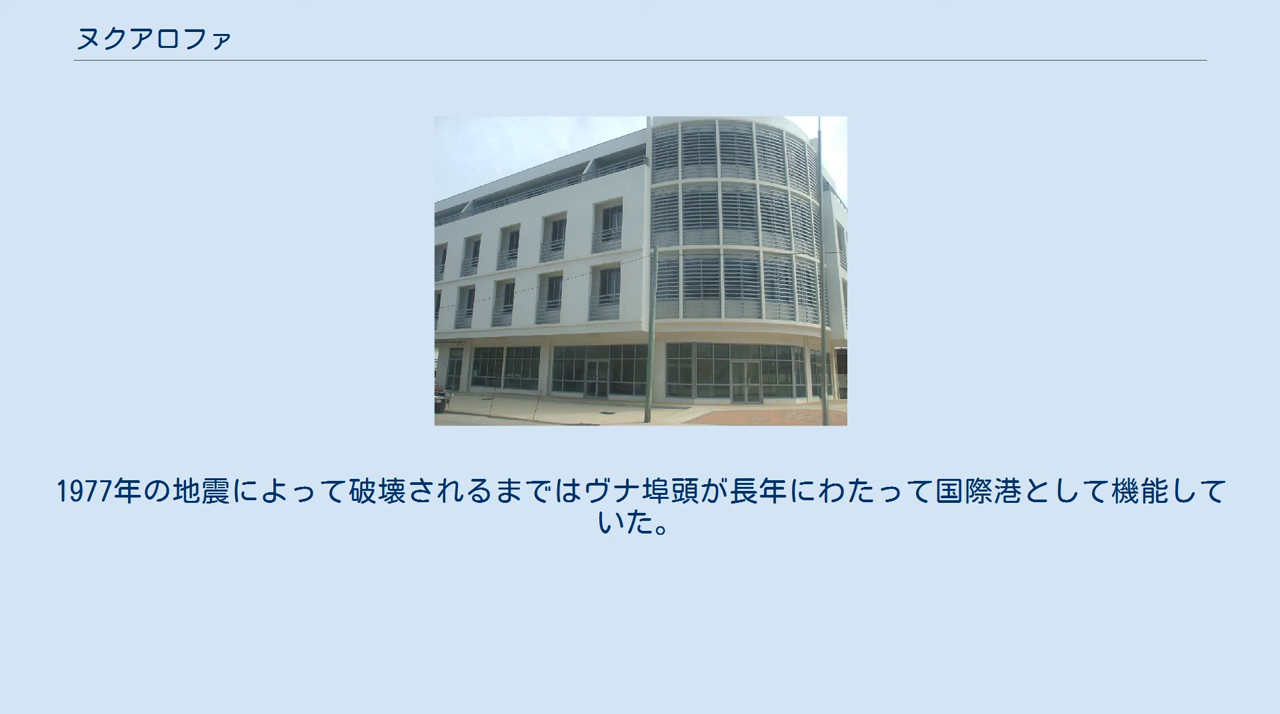 ヌクアロファ
1977年の地震によって破壊されるまではヴナ埠頭が長年にわたって国際港として機能して
いた。